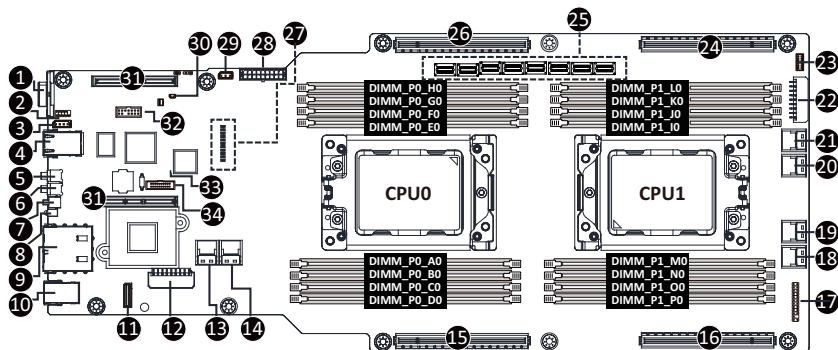 25
27
30
29
28
26
24
23
1
31
2
3
4
32
22
DIMM_P0_H0
DIMM_P0_G0
DIMM_P0_F0
DIMM_P0_E0
DIMM_P1_L0
DIMM_P1_K0
DIMM_P1_J0
DIMM_P1_I0
21
20
5
6
7
8
9
10
33
31
34
CPU0
CPU1
19
18
DIMM_P0_A0
DIMM_P0_B0
DIMM_P0_C0
DIMM_P0_D0
DIMM_P1_M0
DIMM_P1_N0
DIMM_P1_O0
DIMM_P1_P0
17
11
12
13
14
15
16